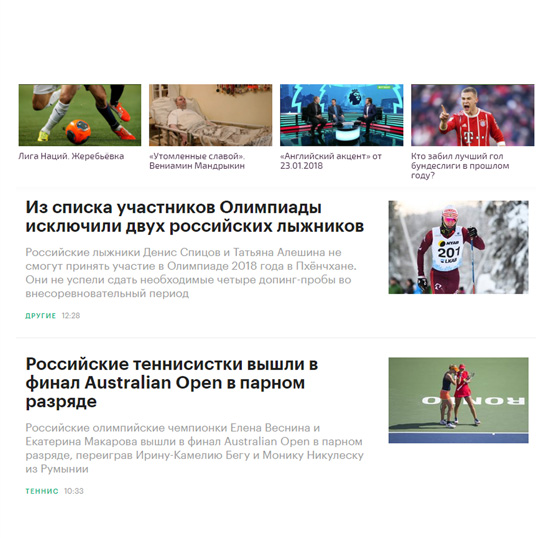 Лига Наций. Жеребьёвка
«Утомленные славой».
Вениамин Мандрыкин
«Английский акцент» от
23.01.2018
Кто забил лучший гол
бундеслиги в прошлом
году?
Из списка участников Олимпиады
исключили двух российских лыжников
Российские лыжники Денис Спицов и Татьяна Алешина не
смогут принять участие в Олимпиаде 2018 года в Пхёнчхане.
Они не успели сдать необходимые четыре допинг-пробы во
внесоревновательный период
ДРУГИЕ 12:28
201
Российские теннисистки вышли в
финал Australian Open в парном
разряде
Российские олимпийские чемпионки Елена Веснина и
Екатерина Макарова вышли в финал Australian Open в парном
разряде, переиграв Ирину-Камелию Бегу и Монику Никулеску
из Румынии
ТЕННИС 10:33